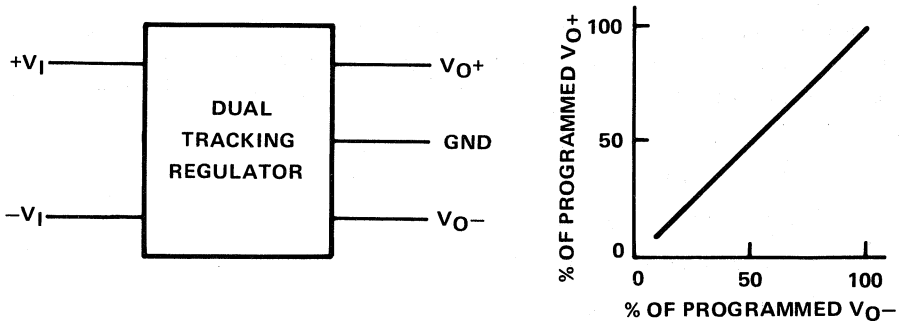 +VI
−VI
DUAL
TRACKING
REGULATOR
VO+
GND
VO−
% OF PROGRAMMED VO+
100
50
0
0
50
100
% OF PROGRAMMED VO−